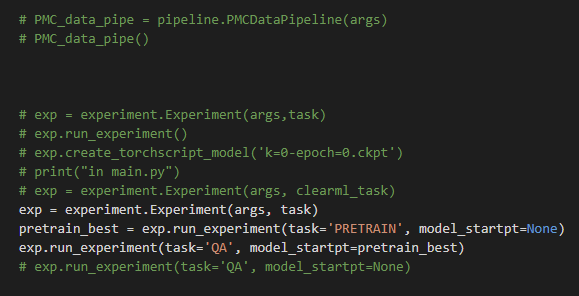 # PMC_data_pipe = pipeline.PMCDataPipeline(args)
# PMC_data_pipe()
# exp = experiment.Experiment(args,task)
# exp.run_experiment()
# exp.create_torchscript_model('k=0-epoch=0.ckpt')
# print("in main.py")
# exp = experiment.Experiment(args, clearml_task)
exp = experiment.Experiment(args, task)
pretrain_best = exp.run_experiment(task='PRETRAIN', model_startpt=None)
exp.run_experiment(task='QA', model_startpt=pretrain_best)
# exp.run_experiment(task='QA', model_startpt=None)